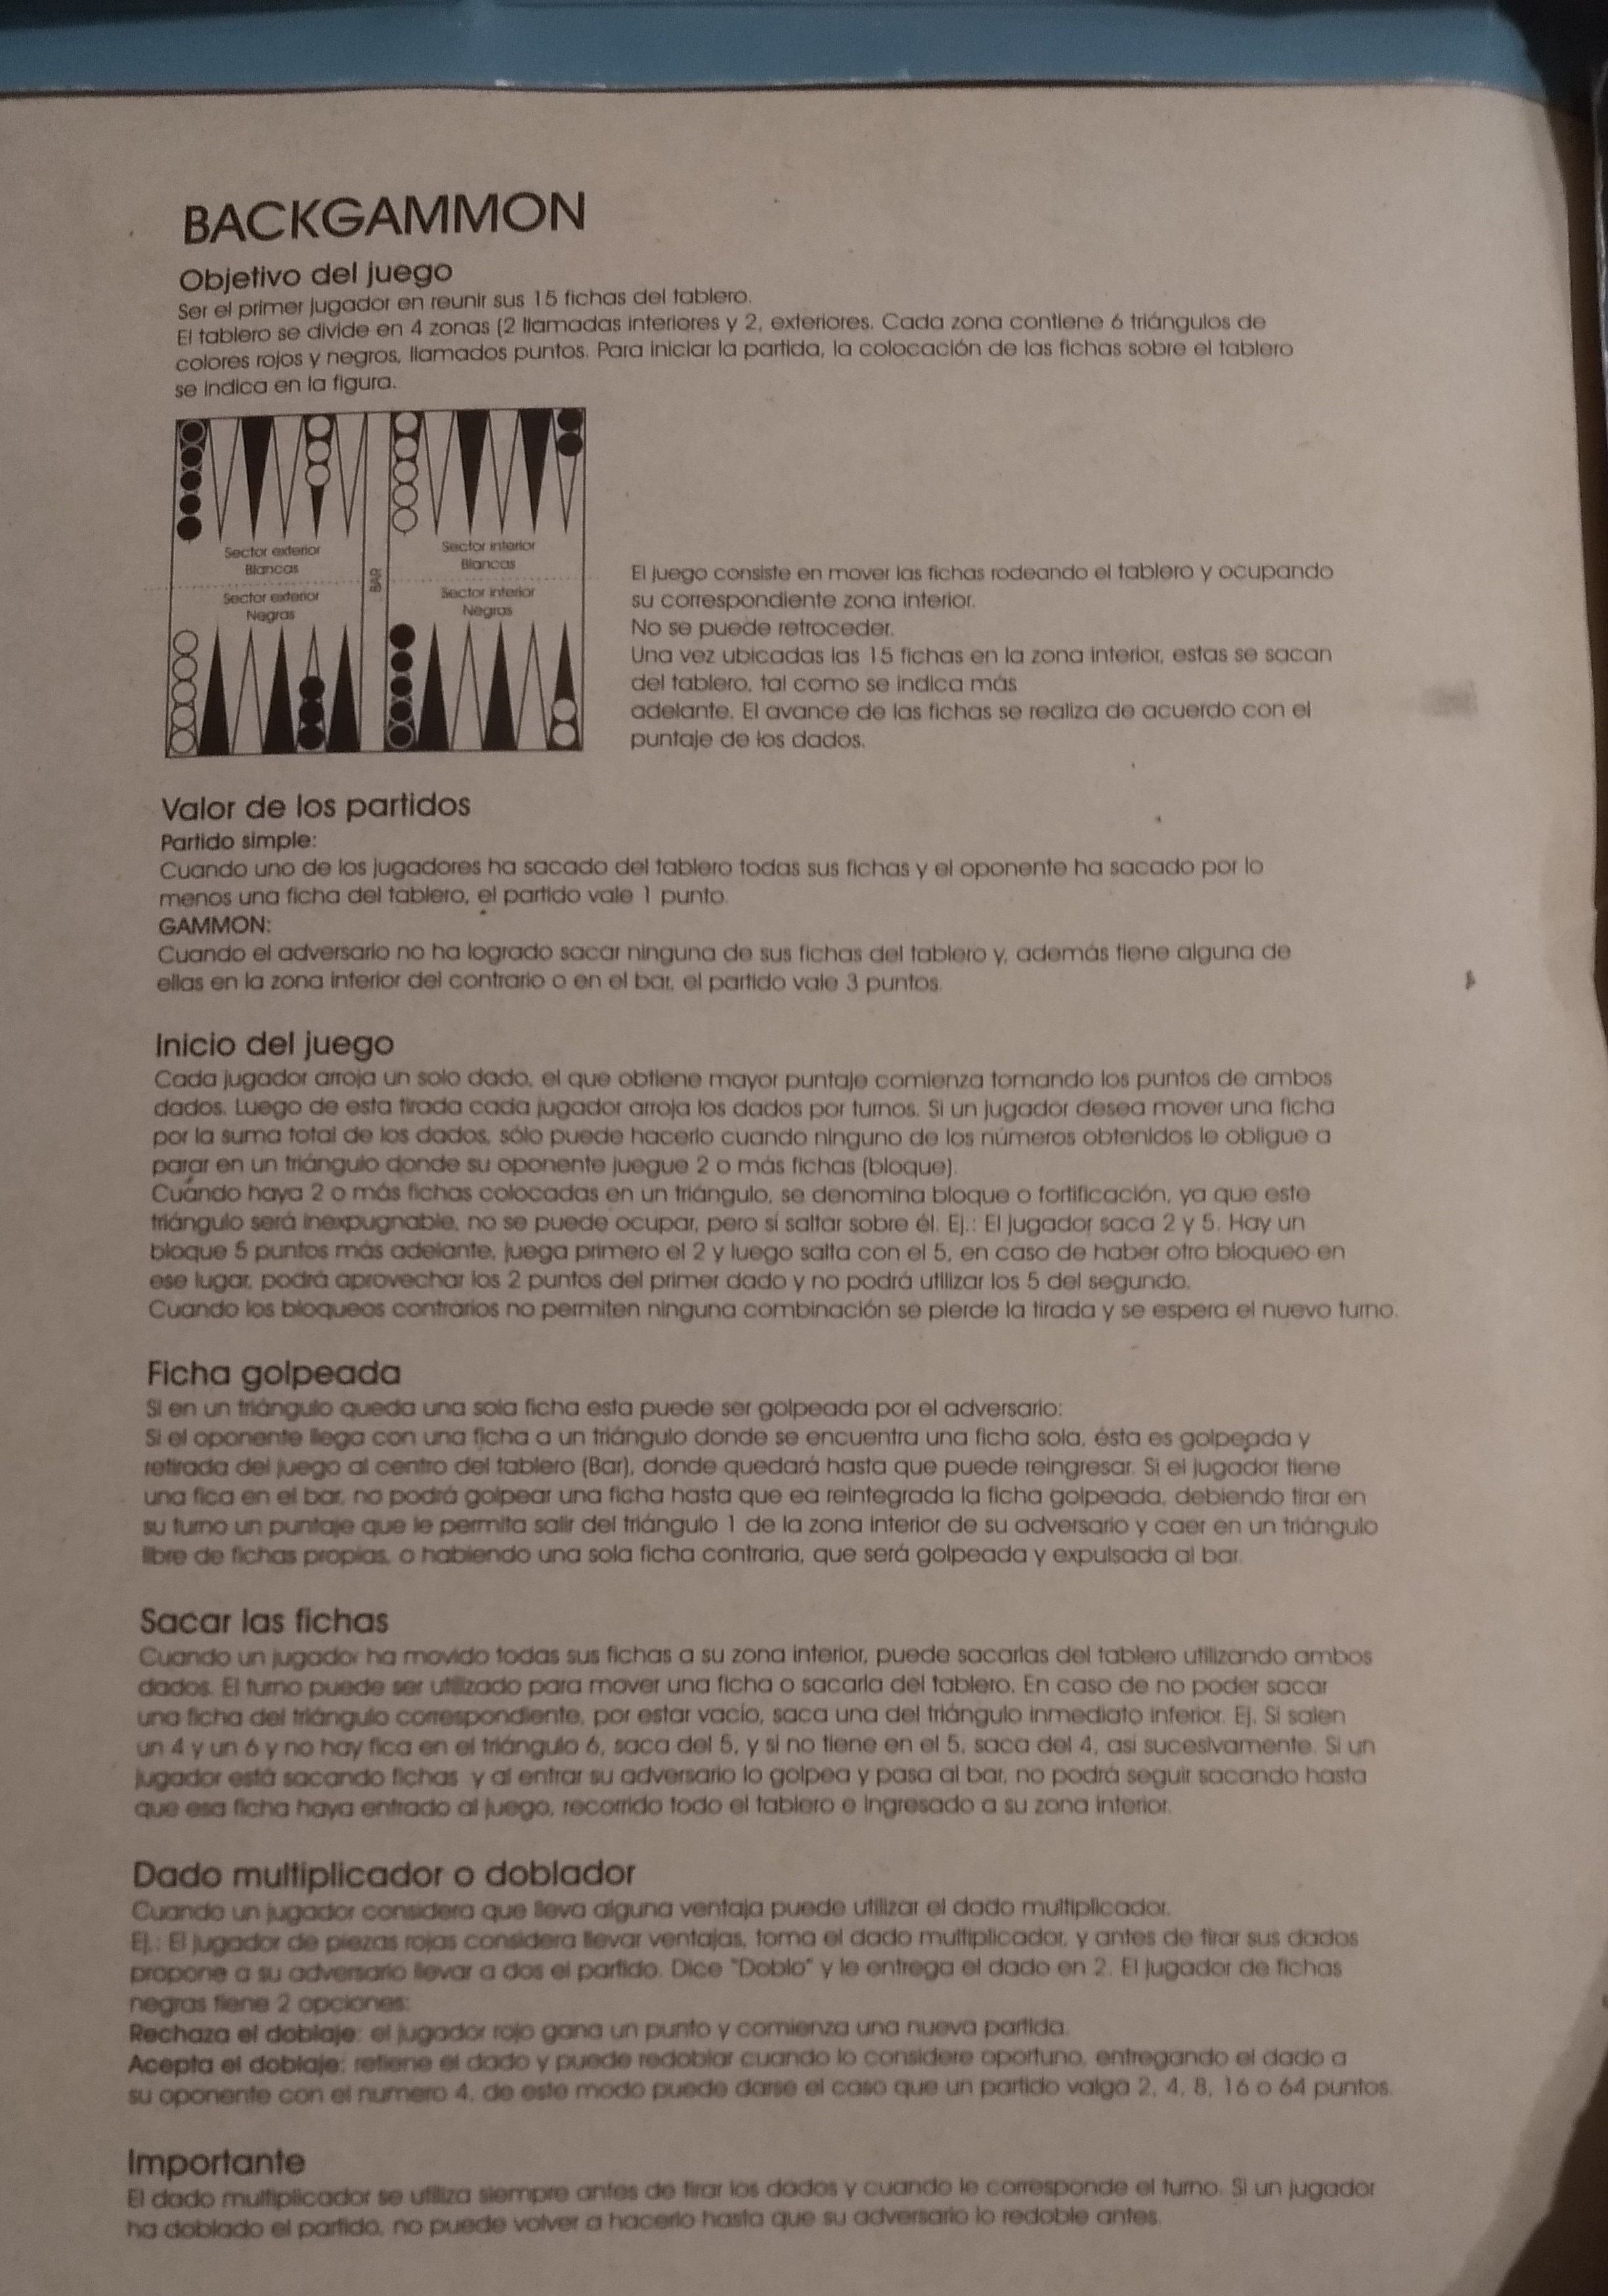 BACKGAMMON
Objetivo del juego
Ser el primer jugador en reunir sus 15 fichas del tablero.
El tablero se divide en 4 zonas (2 llamadas interiores y 2, exteriores. Cada zona contiene 6 triángulos de
colores rojos y negros, llamados puntos. Para iniciar la partida, la colocación de las fichas sobre el tablero
se indica en la figura.
Sector exterior
Blancas
Sector interior
Blancas
BAR
Sector exterior
Negras
Sector interior
Negras
El juego consiste en mover las fichas rodeando el tablero y ocupando
su correspondiente zona interior.
No se puede retroceder.
Una vez ubicadas las 15 fichas en la zona interior, estas se sacan
del tablero, tal como se indica más
adelante. El avance de las fichas se realiza de acuerdo con el
puntaje de los dados.
Valor de los partidos
Partido simple:
Cuando uno de los jugadores ha sacado del tablero todas sus fichas y el oponente ha sacado por lo
menos una ficha del tablero, el partido vale 1 punto.
GAMMON:
Cuando el adversario no ha logrado sacar ninguna de sus fichas del tablero y, además tiene alguna de
ellas en la zona interior del contrario o en el bar, el partido vale 3 puntos.
Inicio del juego
Cada jugador arroja un solo dado, el que obtiene mayor puntaje comienza tomando los puntos de ambos
dados. Luego de esta tirada cada jugador arroja los dados por turnos. Si un jugador desea mover una ficha
por la suma total de los dados, sólo puede hacerlo cuando ninguno de los números obtenidos le obligue a
parar en un triángulo donde su oponente juegue 2 o más fichas (bloque).
Cuando haya 2 o más fichas colocadas en un triángulo, se denomina bloque o fortificación, ya que este
triángulo será inexpugnable, no se puede ocupar, pero sí saltar sobre él. Ej.: El jugador saca 2 y 5. Hay un
bloque 5 puntos más adelante, juega primero el 2 y luego salta con el 5, en caso de haber otro bloqueo en
ese lugar, podrá aprovechar los 2 puntos del primer dado y no podrá utilizar los 5 del segundo.
Cuando los bloqueos contrarios no permiten ninguna combinación se pierde la tirada y se espera el nuevo turno.
Ficha golpeada
Si en un triángulo queda una sola ficha esta puede ser golpeada por el adversario:
Si el oponente llega con una ficha a un triángulo donde se encuentra una ficha sola, ésta es golpeada y
retirada del juego al centro del tablero (Bar), donde quedará hasta que puede reingresar. Si el jugador tiene
una fica en el bar, no podrá golpear una ficha hasta que ea reintegrada la ficha golpeada, debiendo tirar en
su turno un puntaje que le permita salir del triángulo 1 de la zona interior de su adversario y caer en un triángulo
libre de fichas propias, o habiendo una sola ficha contraria, que será golpeada y expulsada al bar.
Sacar las fichas
Cuando un jugador ha movido todas sus fichas a su zona interior, puede sacarlas del tablero utilizando ambos
dados. El turno puede ser utilizado para mover una ficha o sacarla del tablero. En caso de no poder sacar
una ficha del triángulo correspondiente, por estar vacío, saca una del triángulo inmediato inferior. Ej. Si salen
un 4 y un 6 y no hay fica en el triángulo 6, saca del 5, y si no tiene en el 5, saca del 4, así sucesivamente. Si un
jugador está sacando fichas y al entrar su adversario lo golpea y pasa al bar, no podrá seguir sacando hasta
que esa ficha haya entrado al juego, recorrido todo el tablero e ingresado a su zona interior.
Dado multiplicador o doblador
Cuando un jugador considera que lleva alguna ventaja puede utilizar el dado multiplicador.
Ej.: El jugador de piezas rojas considera llevar ventajas, toma el dado multiplicador, y antes de tirar sus dados
propone a su adversario llevar a dos el partido. Dice "Doblo" y le entrega el dado en 2. El jugador de fichas
negras tiene 2 opciones:
Rechaza el doblaje: el jugador rojo gana un punto y comienza una nueva partida.
Acepta el doblaje: retiene el dado y puede redoblar cuando lo considere oportuno, entregando el dado a
su oponente con el numero 4, de este modo puede darse el caso que un partido valga 2, 4, 8, 16 o 64 puntos.
Importante
El dado multiplicador se utiliza siempre antes de tirar los dados y cuando le corresponde el turno. Si un jugador
ha doblado el partido, no puede volver a hacerlo hasta que su adversario lo redoble antes.